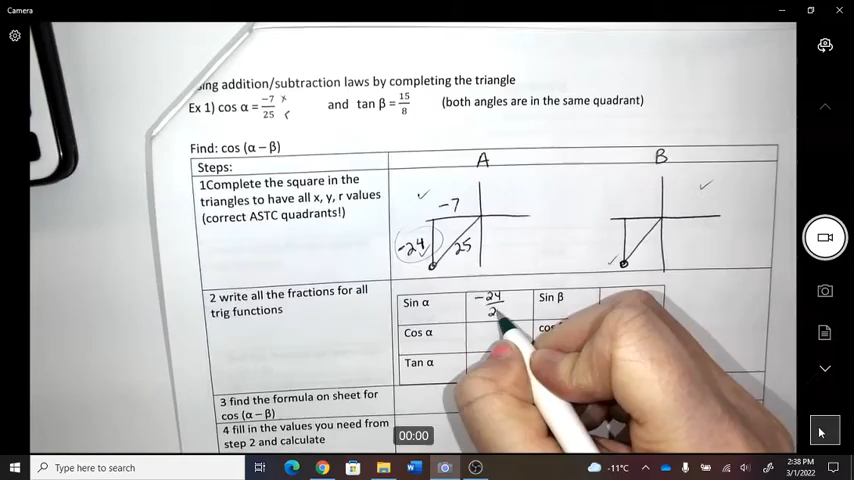 Camera
using addition/subtraction laws by completing the triangle
Ex 1) cos α = -7/25 x r and tan β = 15/8 (both angles are in the same quadrant)
Find: cos (α – β)
Steps:
A
B
1Complete the square in the
triangles to have all x, y, r values
(correct ASTC quadrants!)
✓
-7
-24
25
✓
✓
2 write all the fractions for all
trig functions
Sin α
-24/2
Sin β
Cos α
cos
Tan α
3 find the formula on sheet for
cos (α – β)
4 fill in the values you need from
step 2 and calculate
00:00
Type here to search
-11°C
2:38 PM
3/1/2022